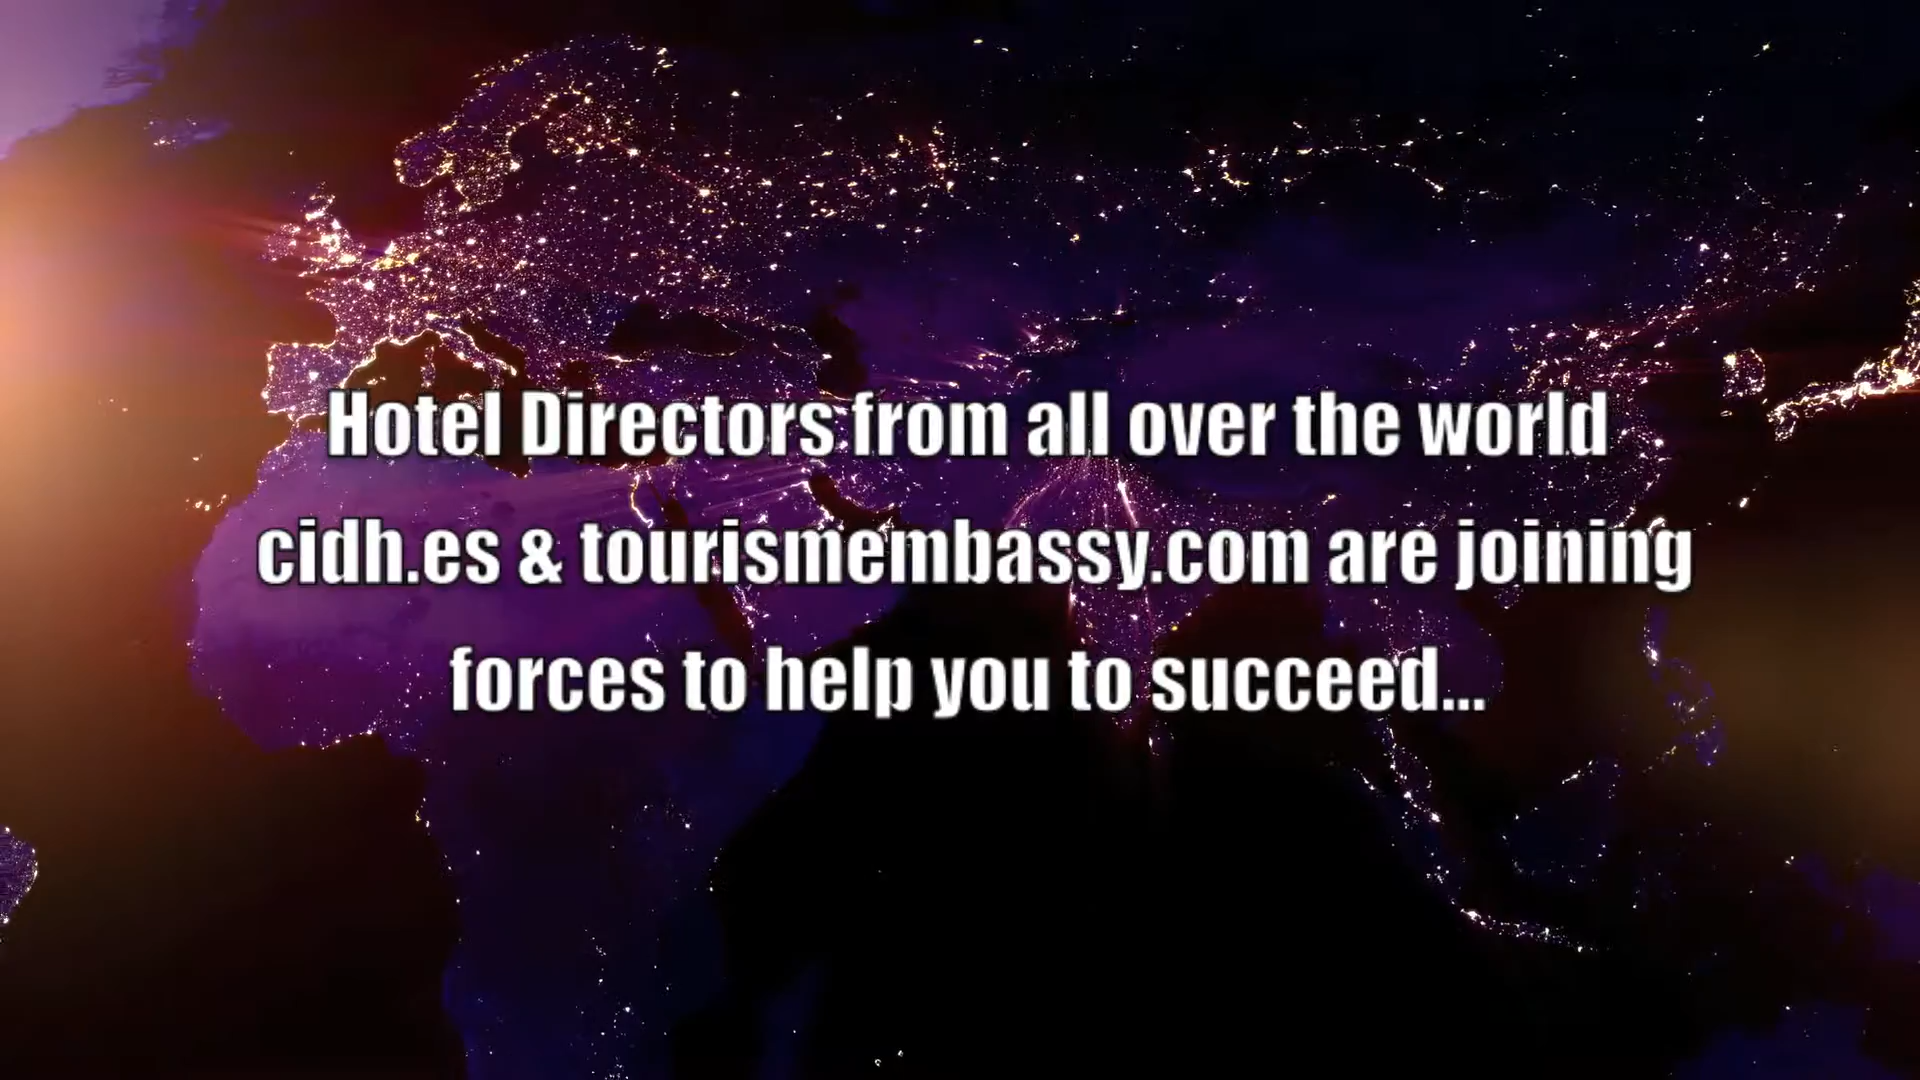 Hotel Directors from all over the world
cidh.es & tourismembassy.com are joining
forces to help you to succeed...